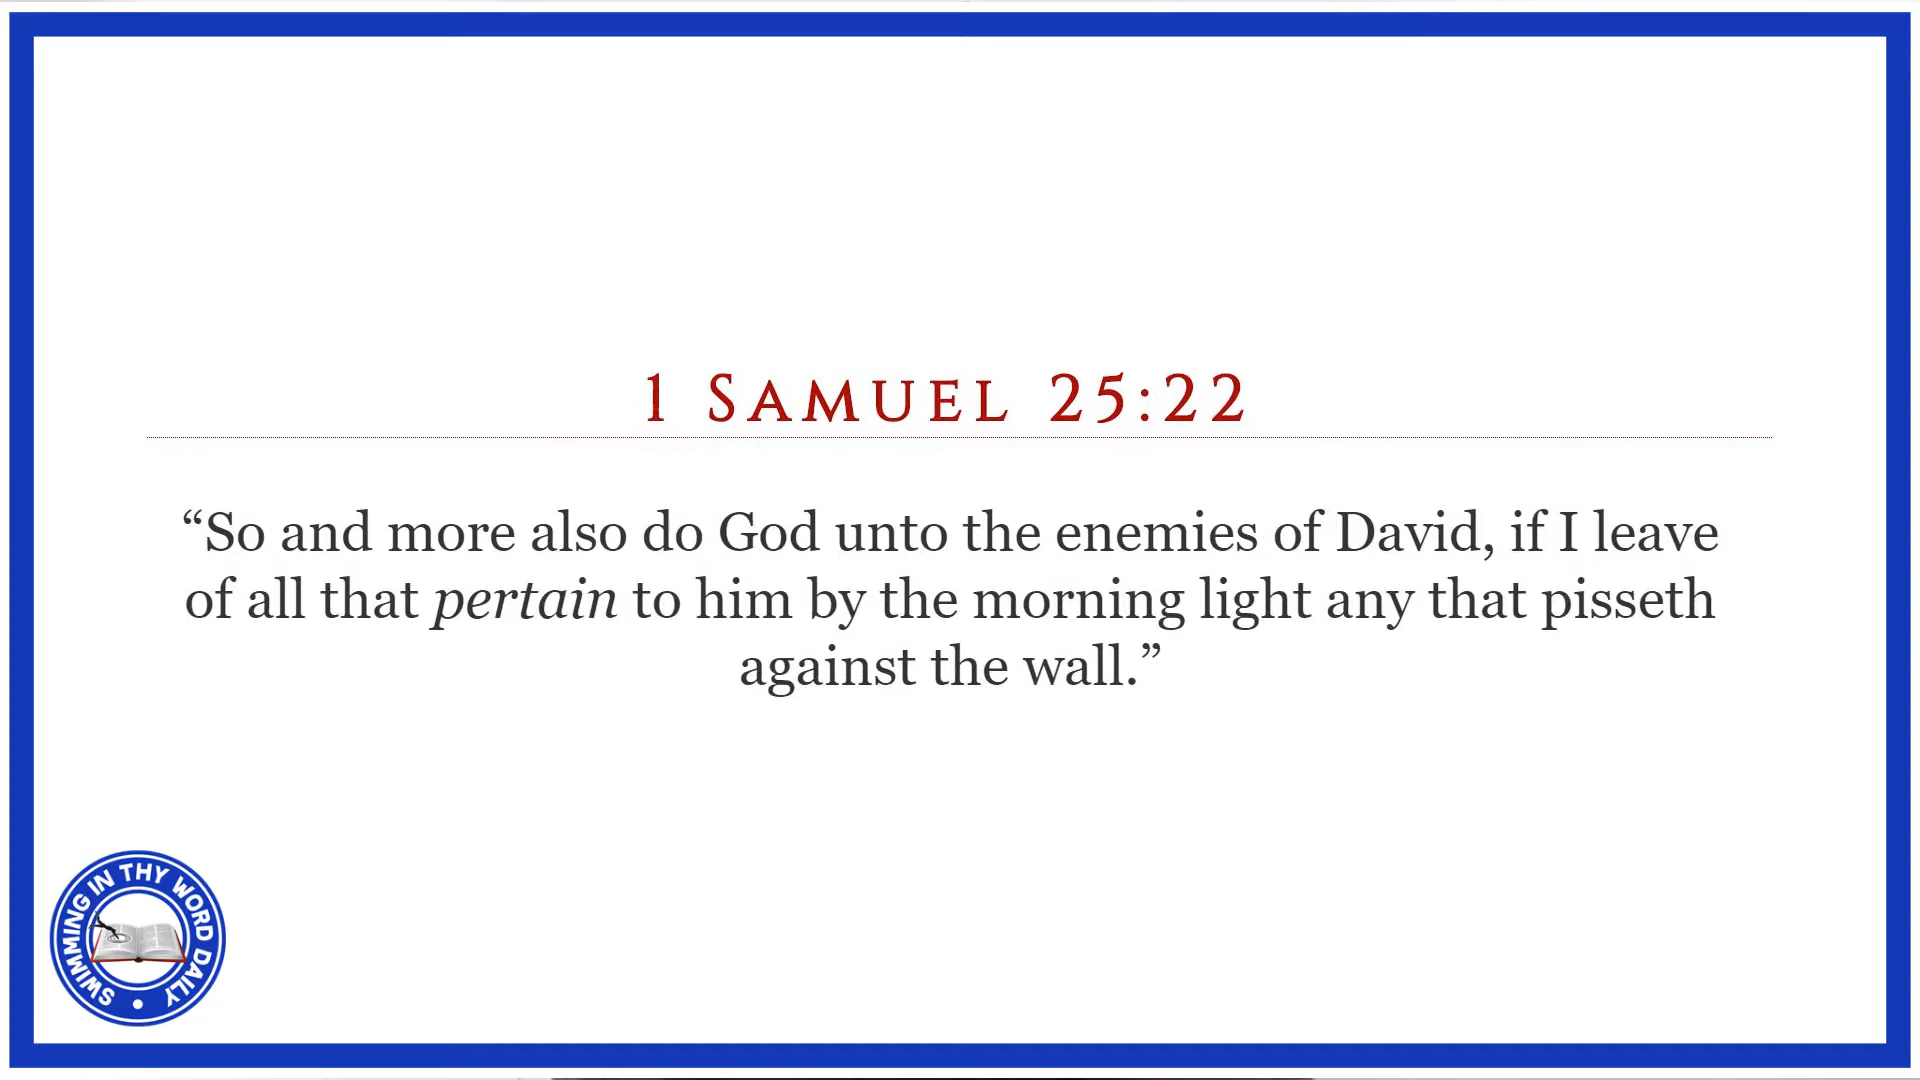 1 Samuel 25:22
“So and more also do God unto the enemies of David, if I leave
of all that pertain to him by the morning light any that pisseth
against the wall.”
SWIMMING IN THY WORD DAILY •